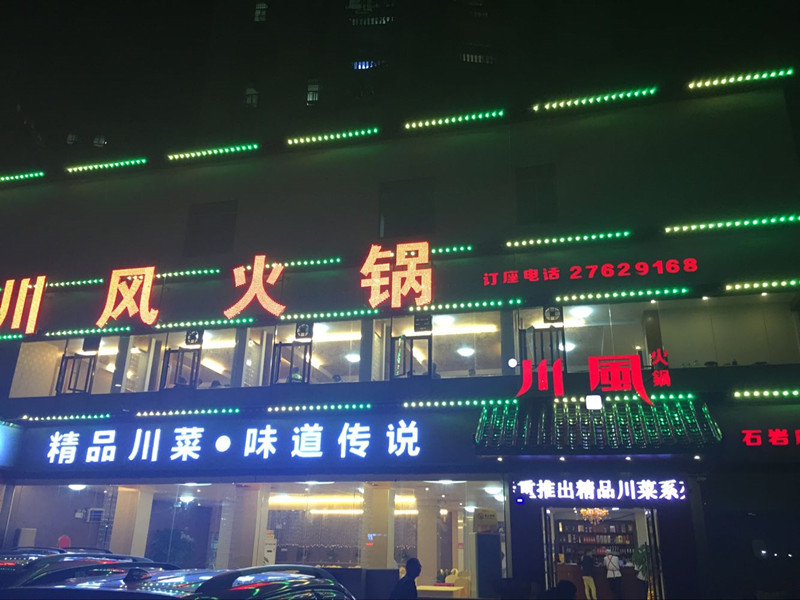 川风火锅
订座电话 27629168
川風火锅
精品川菜•味道传说
石岩
推出精品川菜系